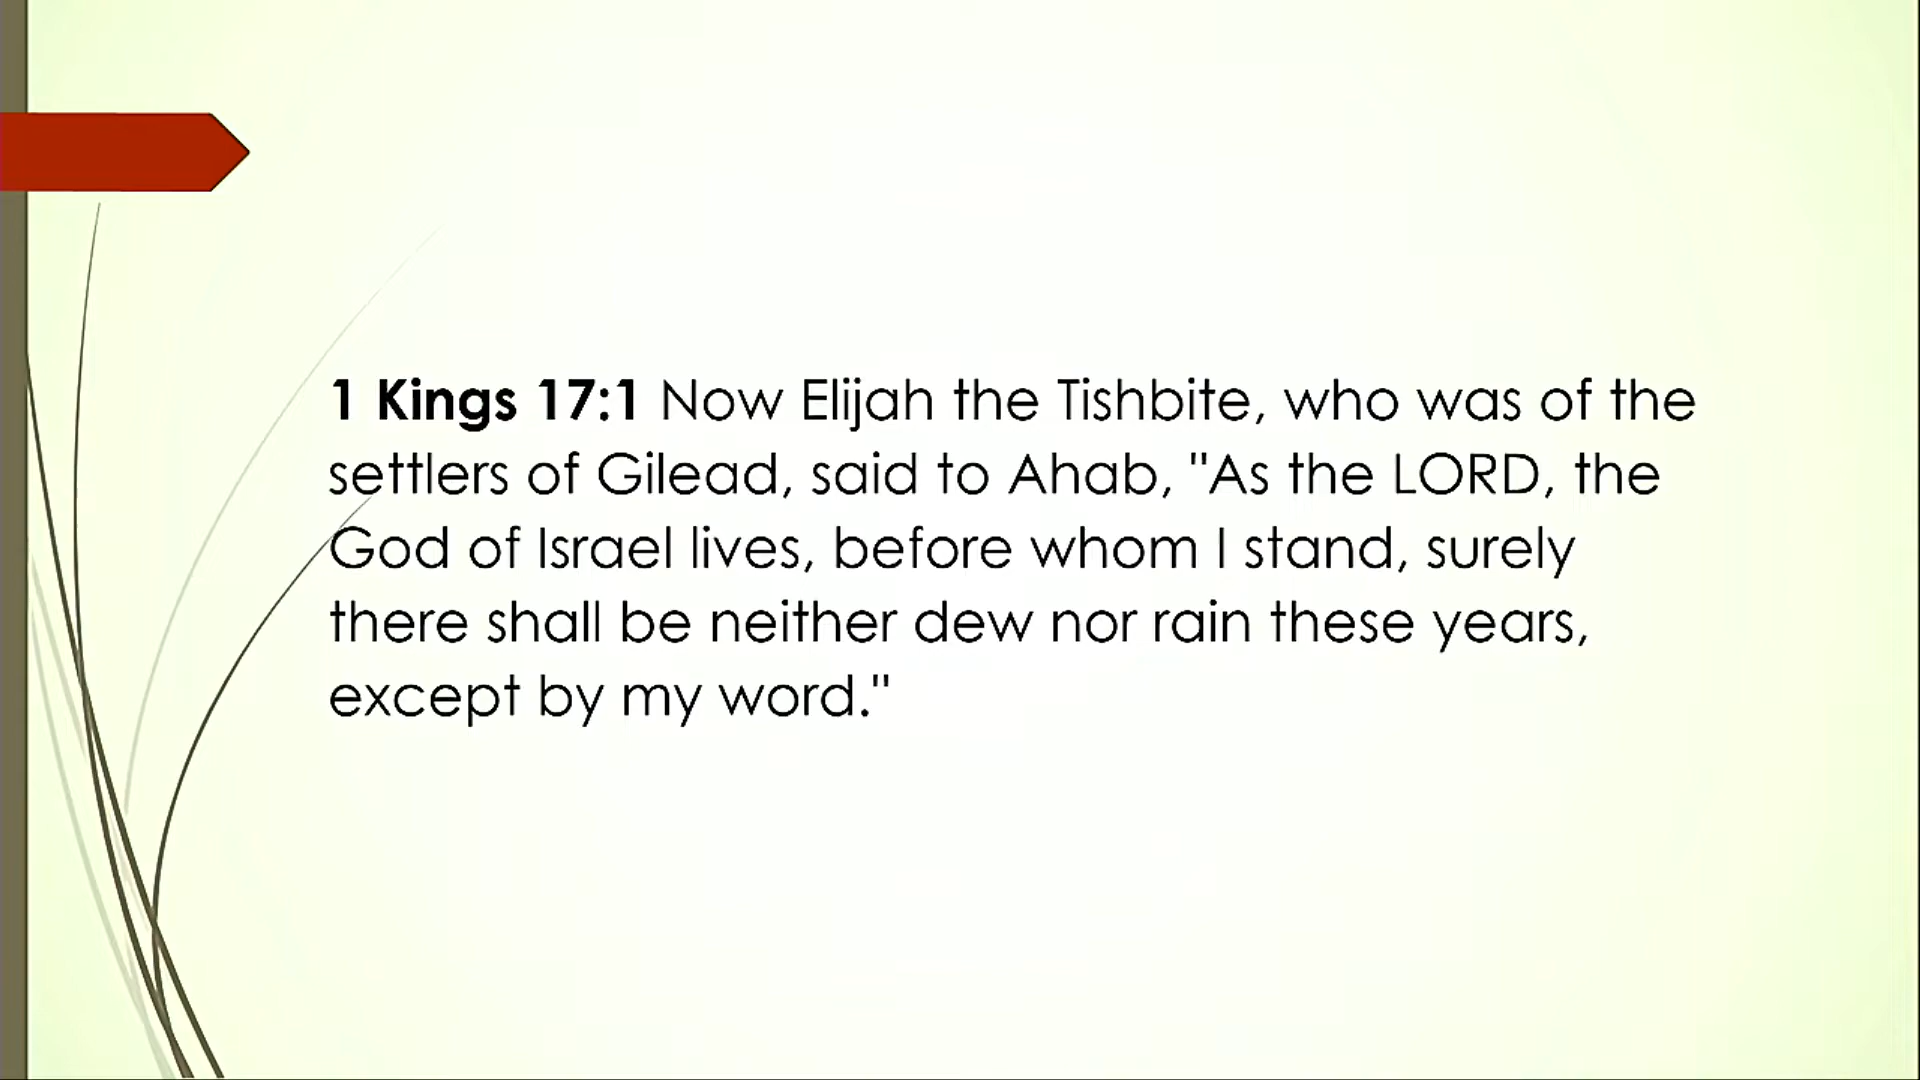 1 Kings 17:1 Now Elijah the Tishbite, who was of the
settlers of Gilead, said to Ahab, "As the LORD, the
God of Israel lives, before whom I stand, surely
there shall be neither dew nor rain these years,
except by my word."